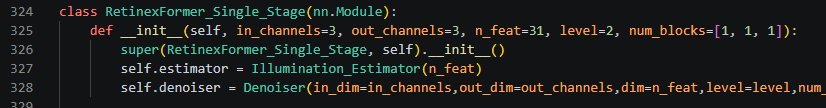 324 class RetinexFormer_Single_Stage(nn.Module):
325 def __init__(self, in_channels=3, out_channels=3, n_feat=31, level=2, num_blocks=[1, 1, 1]):
326 super(RetinexFormer_Single_Stage, self).__init__()
327 self.estimator = Illumination_Estimator(n_feat)
328 self.denoiser = Denoiser(in_dim=in_channels,out_dim=out_channels,dim=n_feat,level=level,num_
329